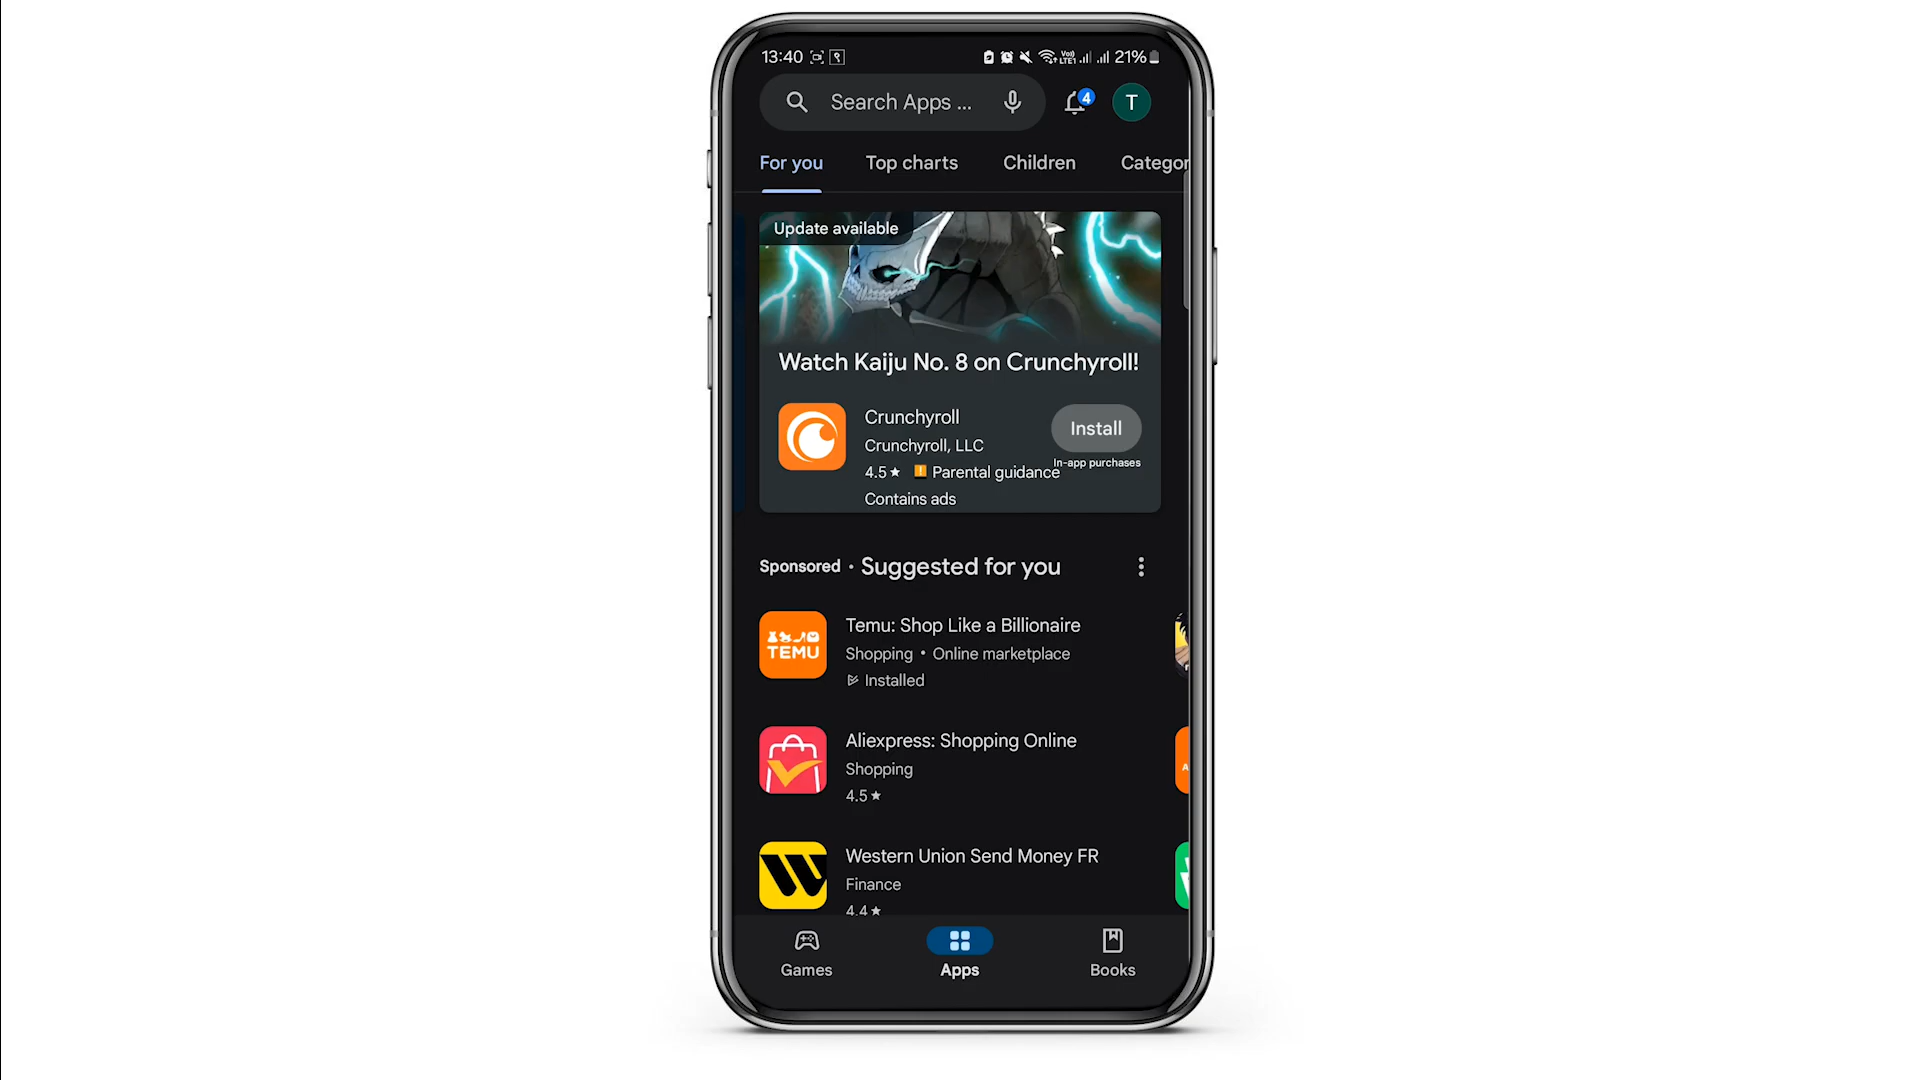 13:40 Vo) LTE1 21%
Search Apps ... 4 T
For you Top charts Children Categor
Update available
Watch Kaiju No. 8 on Crunchyroll!
Crunchyroll
Install
Crunchyroll, LLC
In-app purchases
4.5★ Parental guidance
Contains ads
Sponsored • Suggested for you
TEMU
Temu: Shop Like a Billionaire
Shopping • Online marketplace
Installed
Aliexpress: Shopping Online
Shopping
4.5★
A
Western Union Send Money FR
Finance
4.4★
Games Apps Books